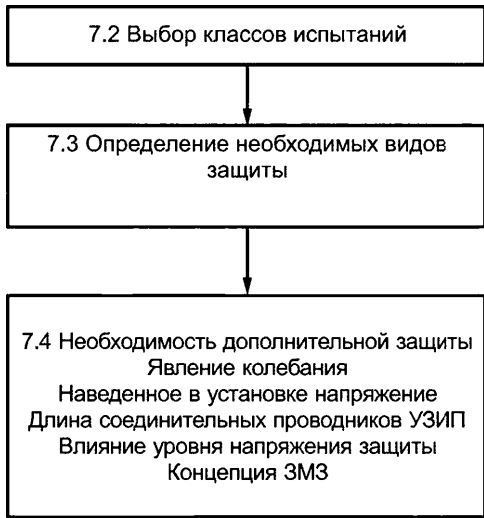 7.2 Выбор классов испытаний
7.3 Определение необходимых видов
защиты
7.4 Необходимость дополнительной защиты
Явление колебания
Наведенное в установке напряжение
Длина соединительных проводников УЗИП
Влияние уровня напряжения защиты
Концепция ЗМЗ